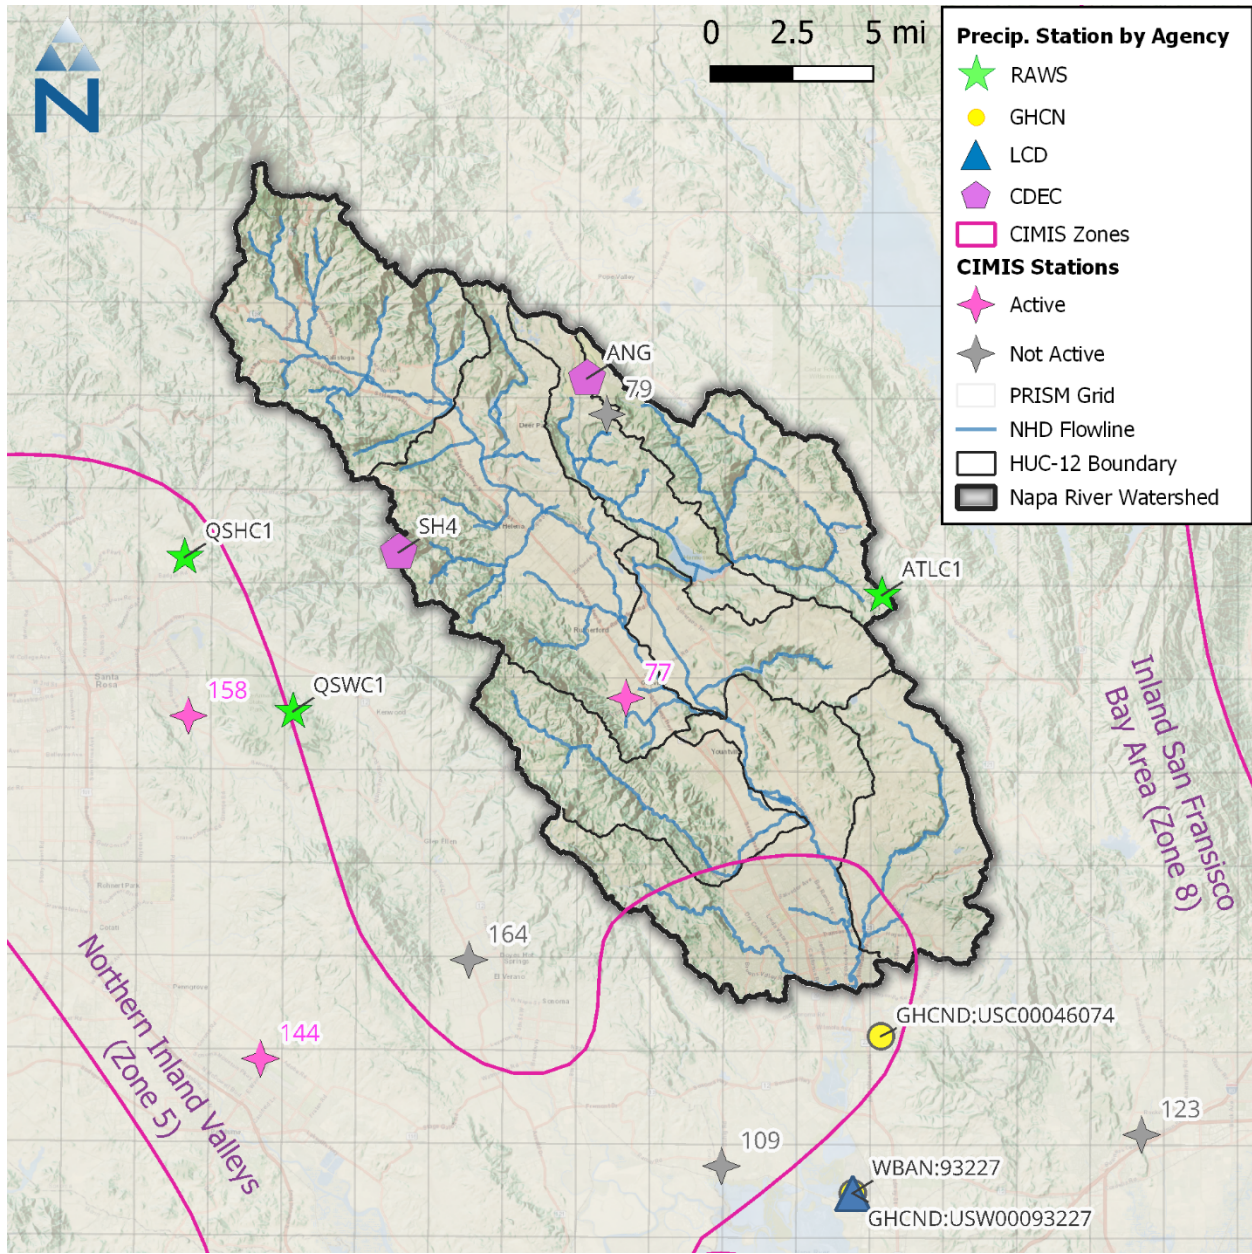 0 2.5 5 mi
Precip. Station by Agency
RAWS
GHCN
LCD
CDEC
CIMIS Zones
CIMIS Stations
Active
Not Active
PRISM Grid
NHD Flowline
HUC-12 Boundary
Napa River Watershed
N
ANG
79
QSHC1
SH4
ATLC1
77
158
QSWC1
Santa
Rosa
Inland San Fransisco
Bay Area (Zone 8)
164
Northern Inland Valleys
(Zone 5)
144
GHCND:USC00046074
109
123
WBAN:93227
GHCND:USW00093227